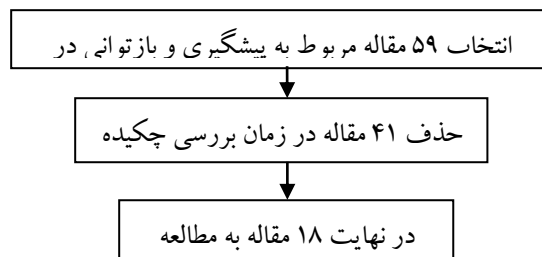 انتخاب ۵۹ مقاله مربوط به پیشگیری و بازتوانی در
حذف ۴۱ مقاله در زمان بررسی چکیده
در نهایت ۱۸ مقاله به مطالعه